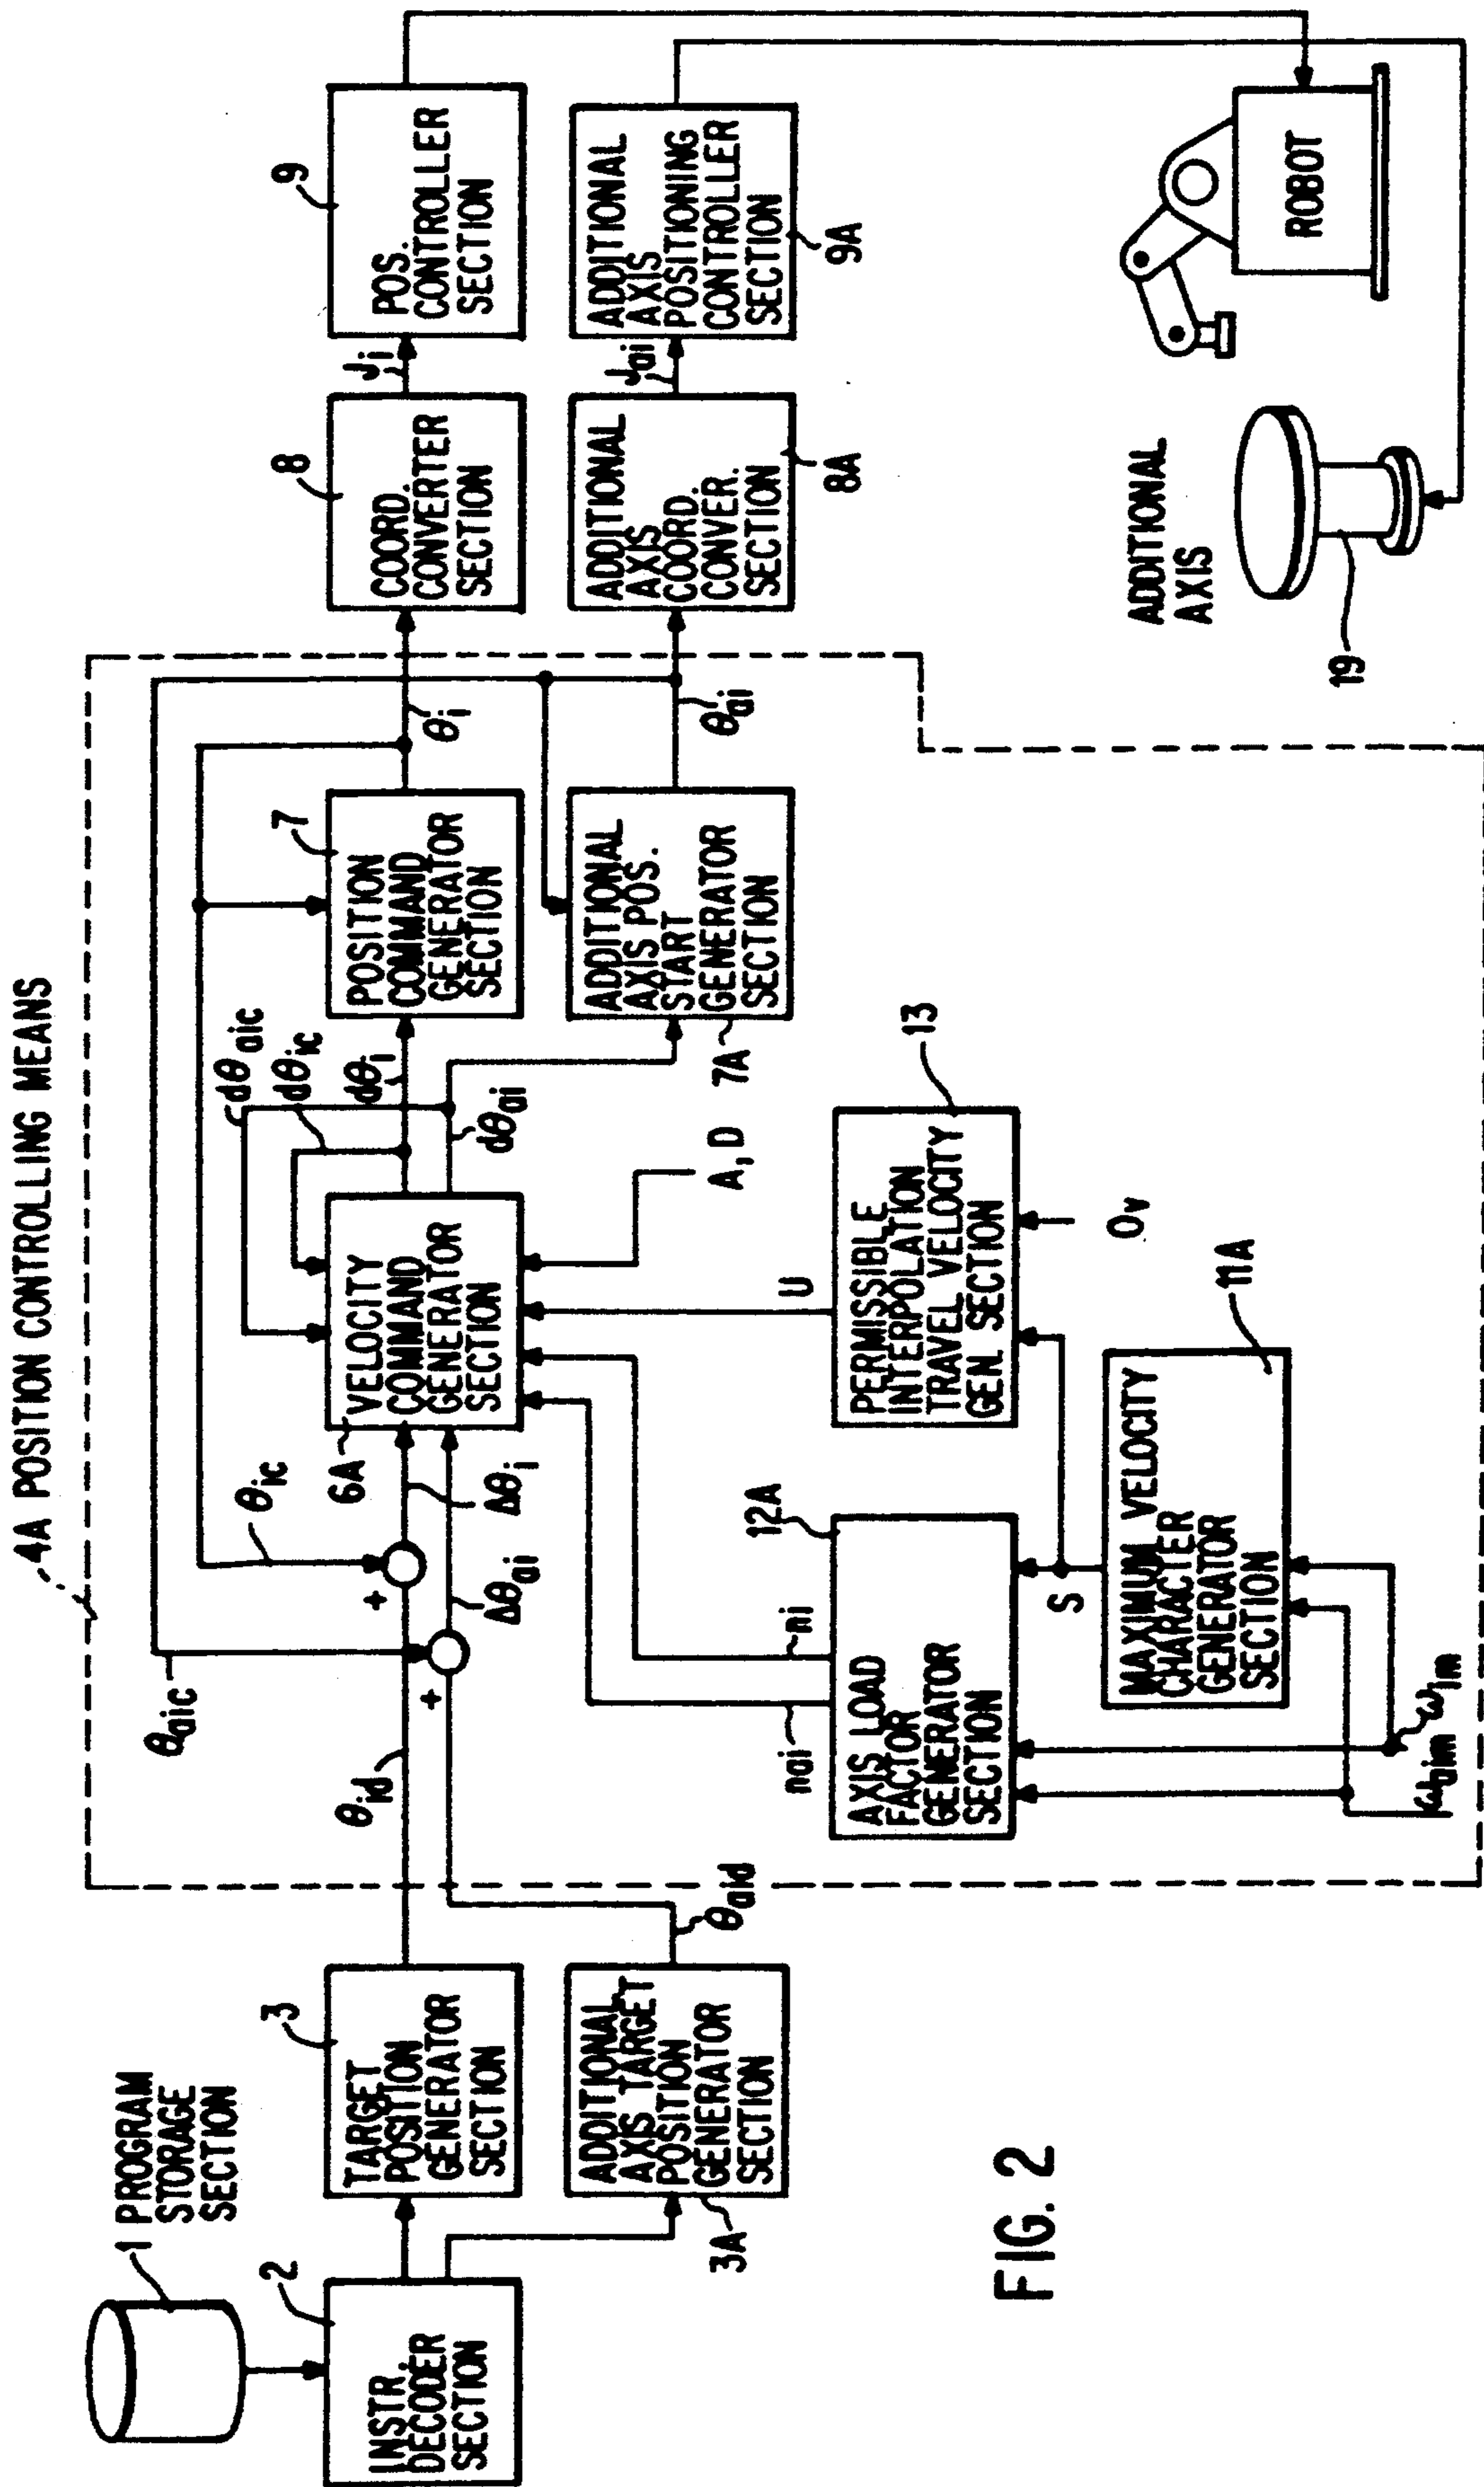 4A POSITION CONTROLLING MEANS
1 PROGRAM
STORAGE
SECTION
2
INSTR.
DECODER
SECTION
3
TARGET
POSITION
GENERATOR
SECTION
ADDITIONAL
AXIS TARGET
POSITION
GENERATOR
SECTION
3A
θid
θaid
θaic
θic
+
+
Δθi
Δθai
6A
VELOCITY
COMMAND
GENERATOR
SECTION
dθaic
dθic
dθi
dθai
A, D
U
nai
ni
7
POSITION
COMMAND
GENERATOR
SECTION
ADDITIONAL
AXIS POS.
START
GENERATOR
SECTION
7A
θi
θai
8
COORD.
CONVERTER
SECTION
ADDITIONAL
AXIS
COORD.
CONVER.
SECTION
8A
Ji
Jai
9
POS.
CONTROLLER
SECTION
ADDITIONAL
AXIS
POSITIONING
CONTROLLER
SECTION
9A
12A
AXIS LOAD
FACTOR
GENERATOR
SECTION
13
PERMISSIBLE
INTERPOLATION
TRAVEL VELOCITY
GEN. SECTION
Ov
S
11A
MAXIMUM VELOCITY
CHARACTER
GENERATOR
SECTION
ωaim
ωim
ADDITIONAL
AXIS
19
ROBOT
FIG. 2